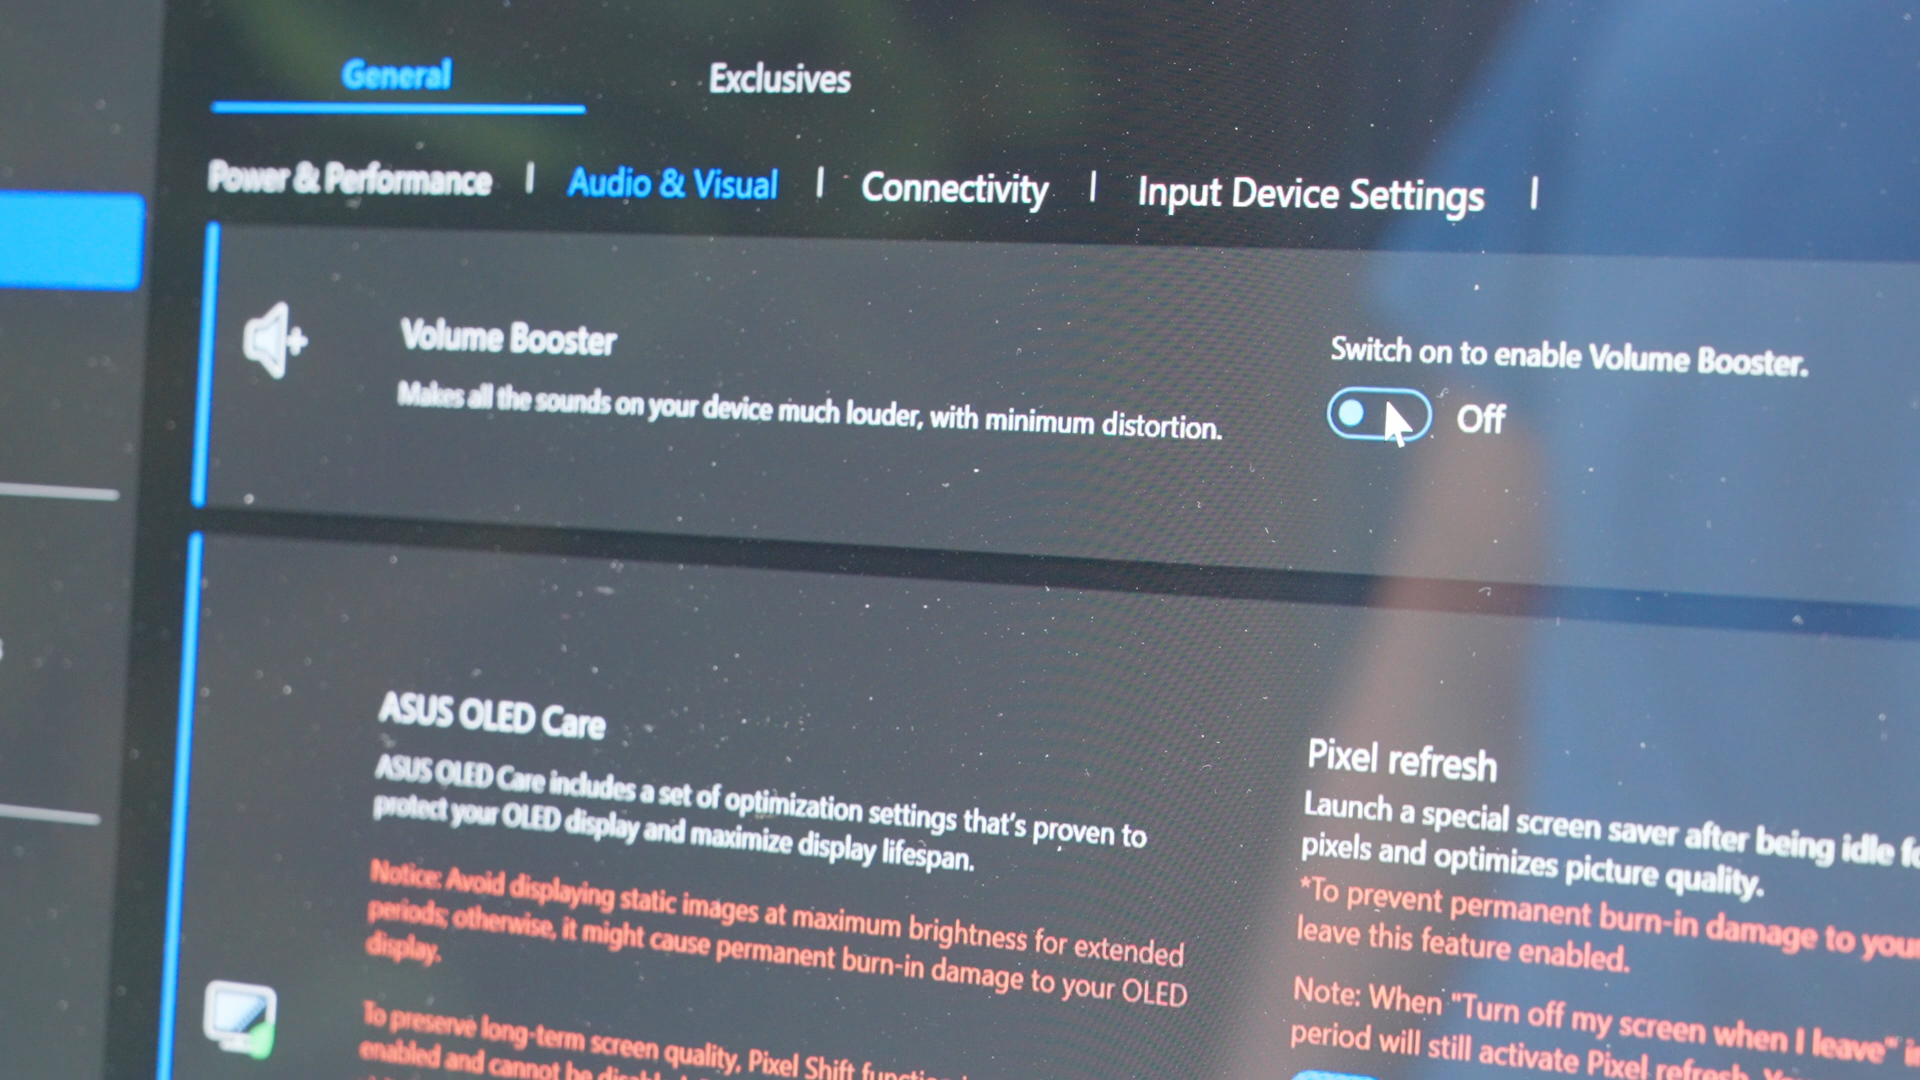 General
Exclusives
Power & Performance | Audio & Visual | Connectivity | Input Device Settings |
Volume Booster
Makes all the sounds on your device much louder, with minimum distortion.
Switch on to enable Volume Booster.
Off
ASUS OLED Care
ASUS OLED Care includes a set of optimization settings that's proven to
protect your OLED display and maximize display lifespan.
Notice: Avoid displaying static images at maximum brightness for extended
periods; otherwise, it might cause permanent burn-in damage to your OLED
display.
To preserve long-term screen quality, Pixel Shift
enabled and cannot be
Pixel refresh
Launch a special screen saver after being idle
pixels and optimizes picture quality.
*To prevent permanent burn-in damage to your
leave this feature enabled.
Note: When "Turn off my screen when I leave"
period will still activate Pixel refresh.